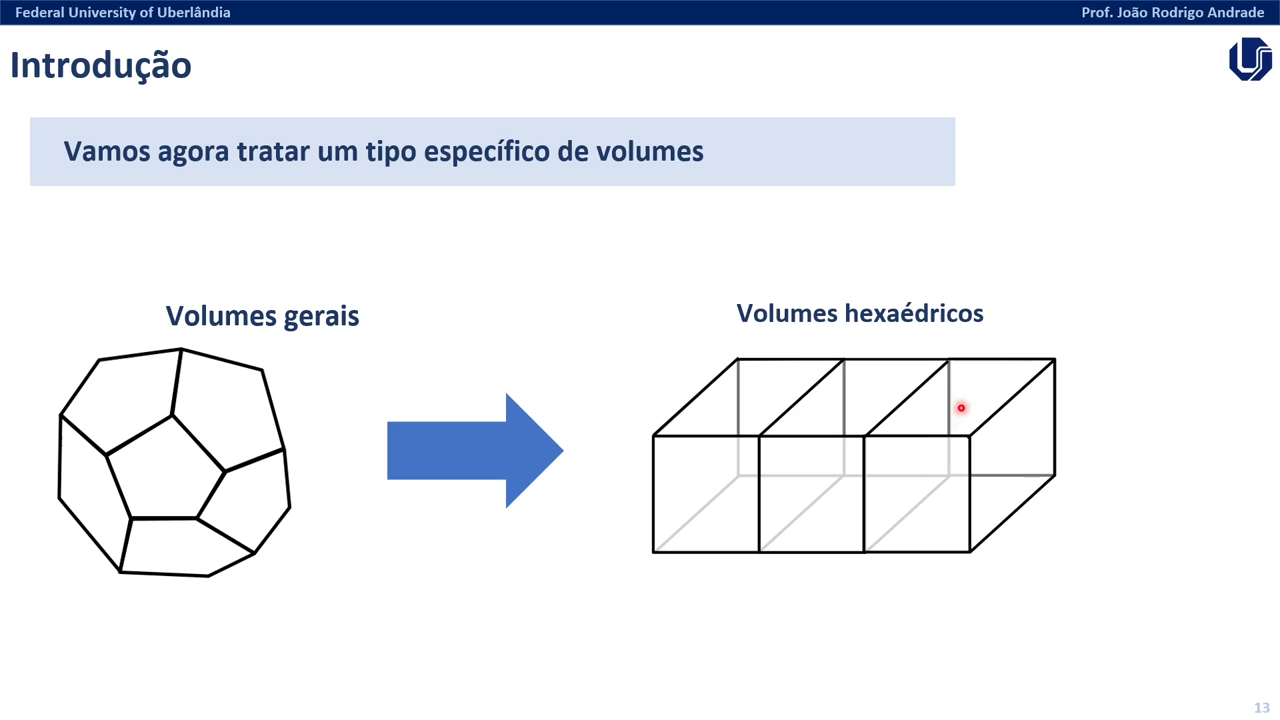 Federal University of Uberlândia
Prof. João Rodrigo Andrade
Introdução
Vamos agora tratar um tipo específico de volumes
Volumes gerais
Volumes hexaédricos
13